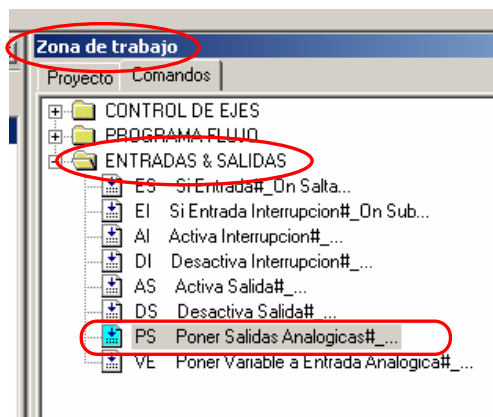 Zona de trabajo
Proyecto Comandos
CONTROL DE EJES
PROGRAMA FLUJO
ENTRADAS & SALIDAS
ES Si Entrada#_On Salta...
EI Si Entrada Interrupcion#_On Sub...
AI Activa Interrupcion#_...
DI Desactiva Interrupcion#_...
AS Activa Salida#_...
DS Desactiva Salida#_...
PS Poner Salidas Analogicas#_...
VE Poner Variable a Entrada Analogica#_...